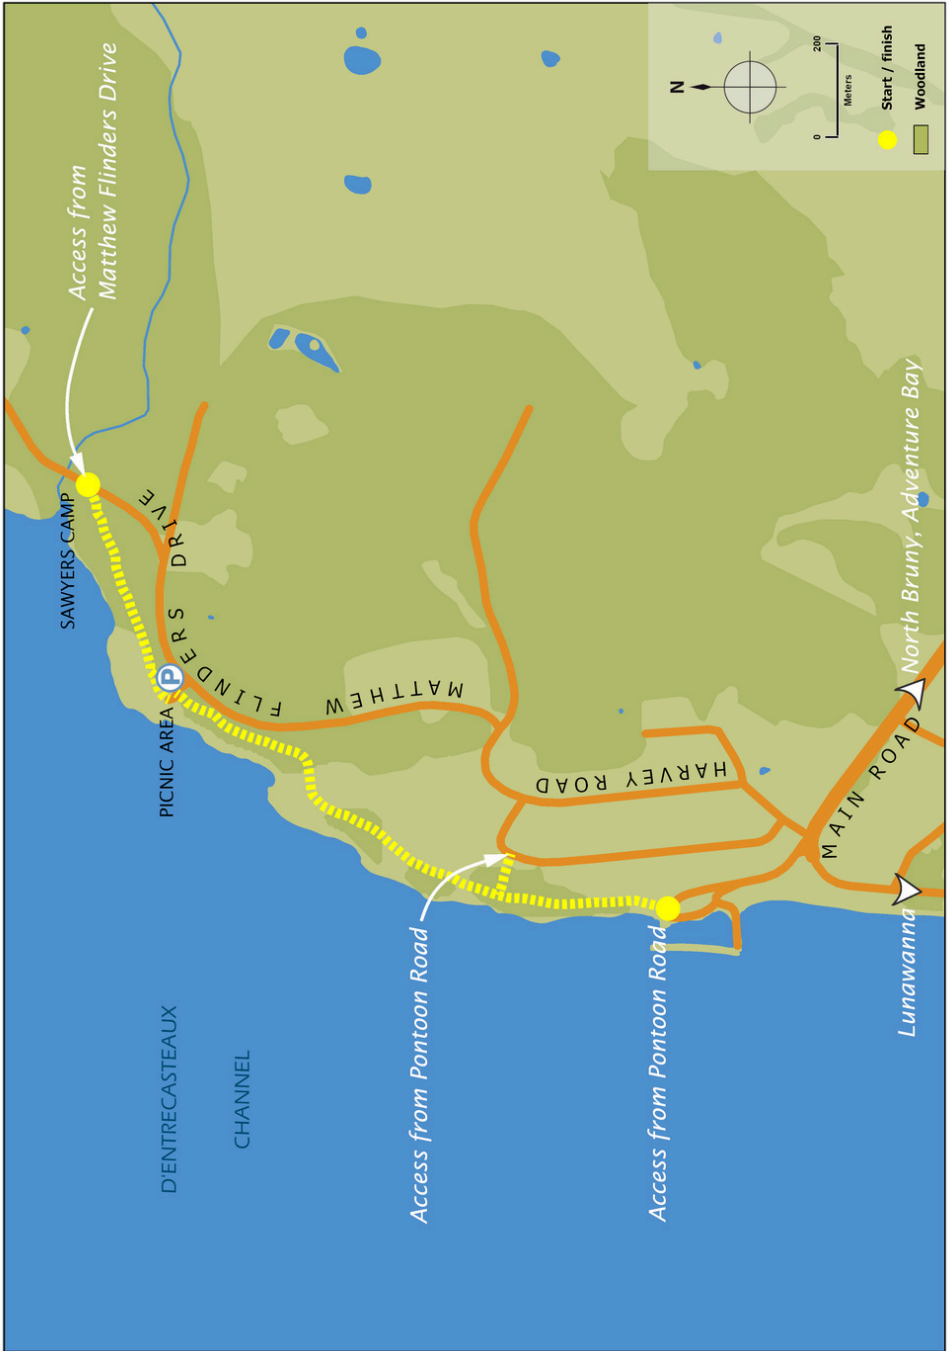 Access from
Matthew Flinders Drive
SAWYERS CAMP
PICNIC AREA
P
MATTHEW FLINDERS DRIVE
HARVEY ROAD
MAIN ROAD
North Bruny, Adventure Bay
Lunawanna
Access from Pontoon Road
Access from Pontoon Road
D'ENTRECASTEAUX
CHANNEL
N
0 200
Meters
Start / finish
Woodland